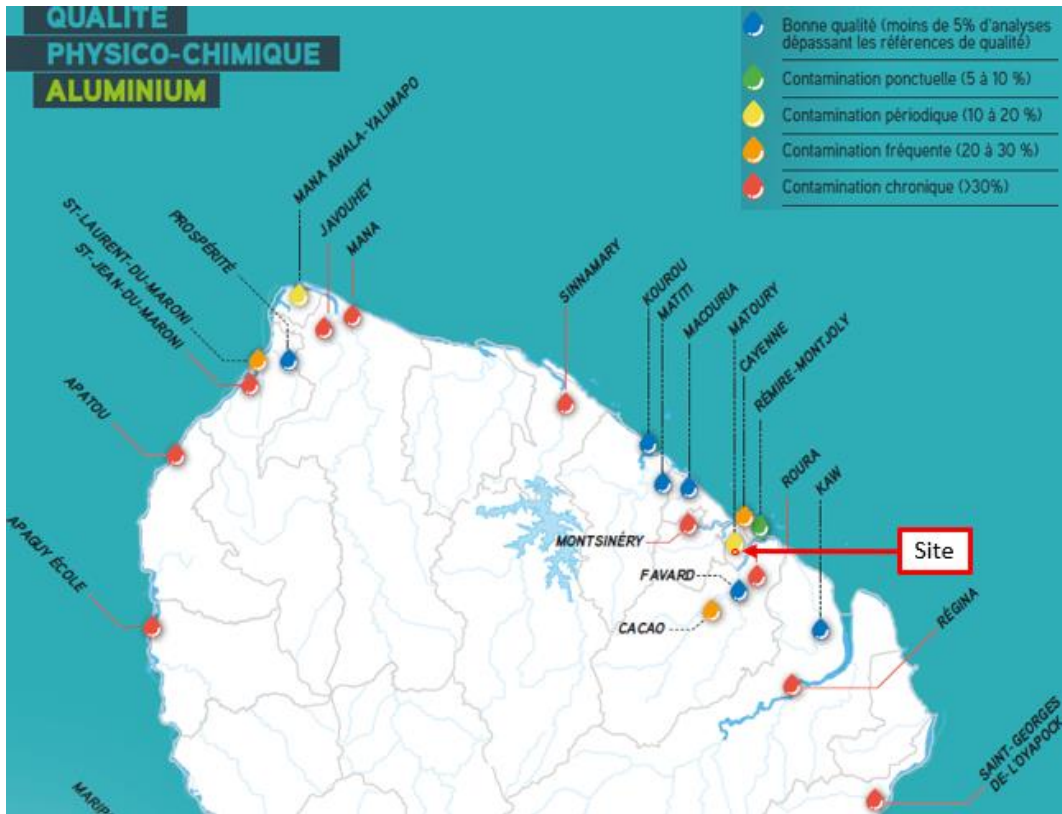 QUALITÉ
PHYSICO-CHIMIQUE
ALUMINIUM
Bonne qualité (moins de 5% d'analyses
dépassant les références de qualité)
Contamination ponctuelle (5 à 10 %)
Contamination périodique (10 à 20 %)
Contamination fréquente (20 à 30 %)
Contamination chronique (>30%)
MANA AWALA-YALIMAPO
JAVOUHEY
MANA
PROSPÉRITÉ
ST-LAURENT-DU-MARONI
ST-JEAN-DU-MARONI
APATOU
APAGUY ÉCOLE
SINNAMARY
KOUROU
MATITI
MACOURIA
MATOURY
CAYENNE
RÉMIRE-MONTJOLY
ROURA
KAW
MONTSINÉRY
Site
FAVARD
CACAO
RÉGINA
SAINT-GEORGES
DE-L'OYAPOCK